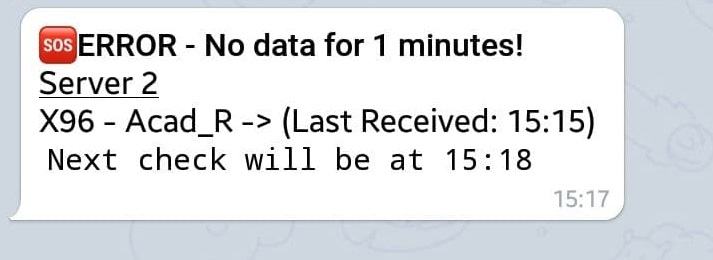 🆘ERROR - No data for 1 minutes!
Server 2
X96 - Acad_R -> (Last Received: 15:15)
Next check will be at 15:18
15:17